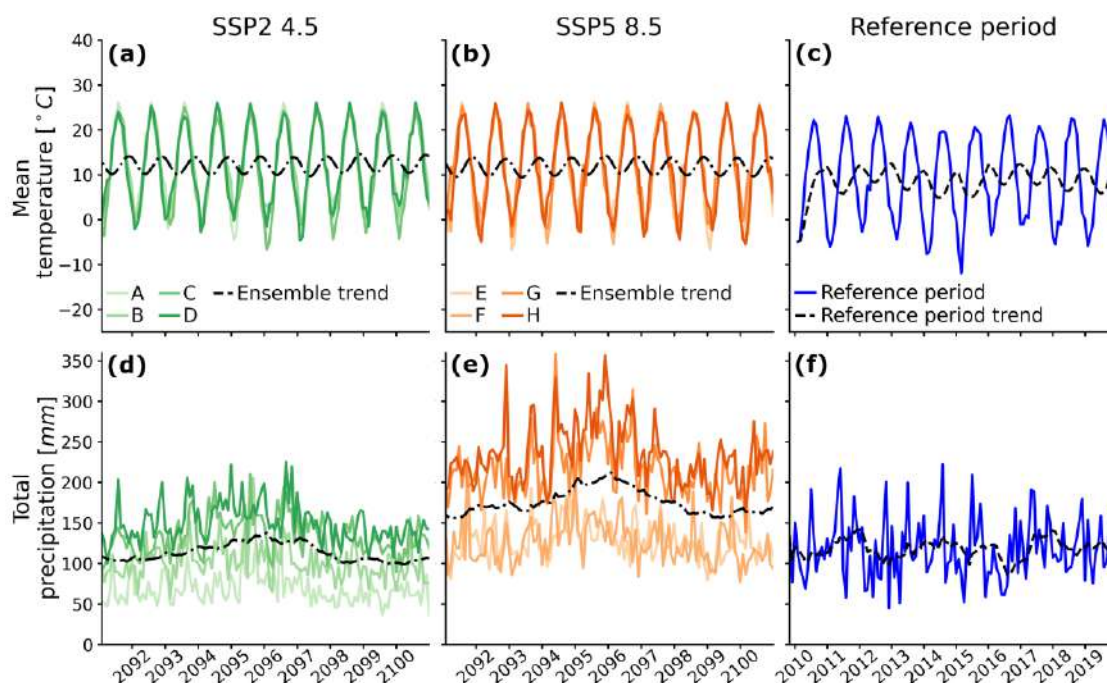 SSP2 4.5
SSP5 8.5
Reference period
Mean
temperature [ °C]
40
30
20
10
0
−10
−20
(a)
A
B
C
D
Ensemble trend
(b)
E
F
G
H
Ensemble trend
(c)
Reference period
Reference period trend
Total
precipitation [mm]
350
300
250
200
150
100
50
0
(d)
2092
2093
2094
2095
2096
2097
2098
2099
2100
(e)
2092
2093
2094
2095
2096
2097
2098
2099
2100
(f)
2010
2011
2012
2013
2014
2015
2016
2017
2018
2019